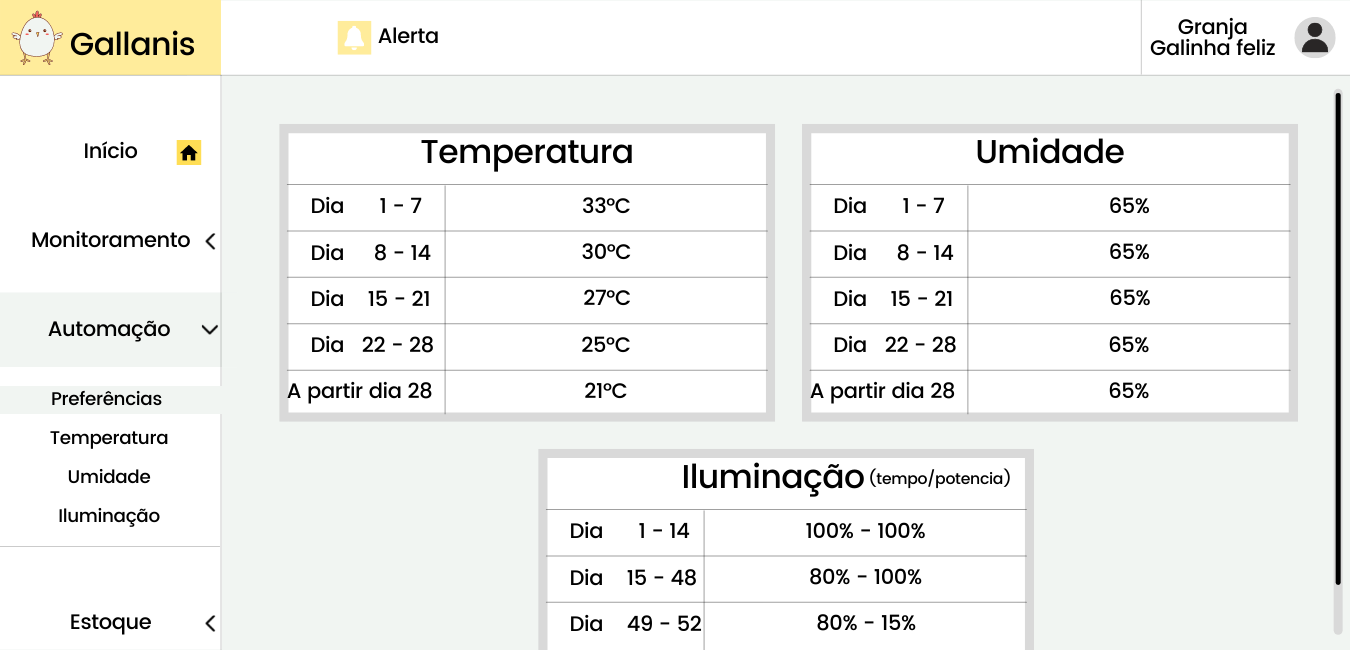 Gallanis
Alerta
Granja
Galinha feliz
Início
Monitoramento
Automação
Preferências
Temperatura
Umidade
Iluminação
Estoque
Temperatura
Dia 1 - 7 33ºC
Dia 8 - 14 30ºC
Dia 15 - 21 27ºC
Dia 22 - 28 25ºC
A partir dia 28 21ºC
Umidade
Dia 1 - 7 65%
Dia 8 - 14 65%
Dia 15 - 21 65%
Dia 22 - 28 65%
A partir dia 28 65%
Iluminação (tempo/potencia)
Dia 1 - 14 100% - 100%
Dia 15 - 48 80% - 100%
Dia 49 - 52 80% - 15%